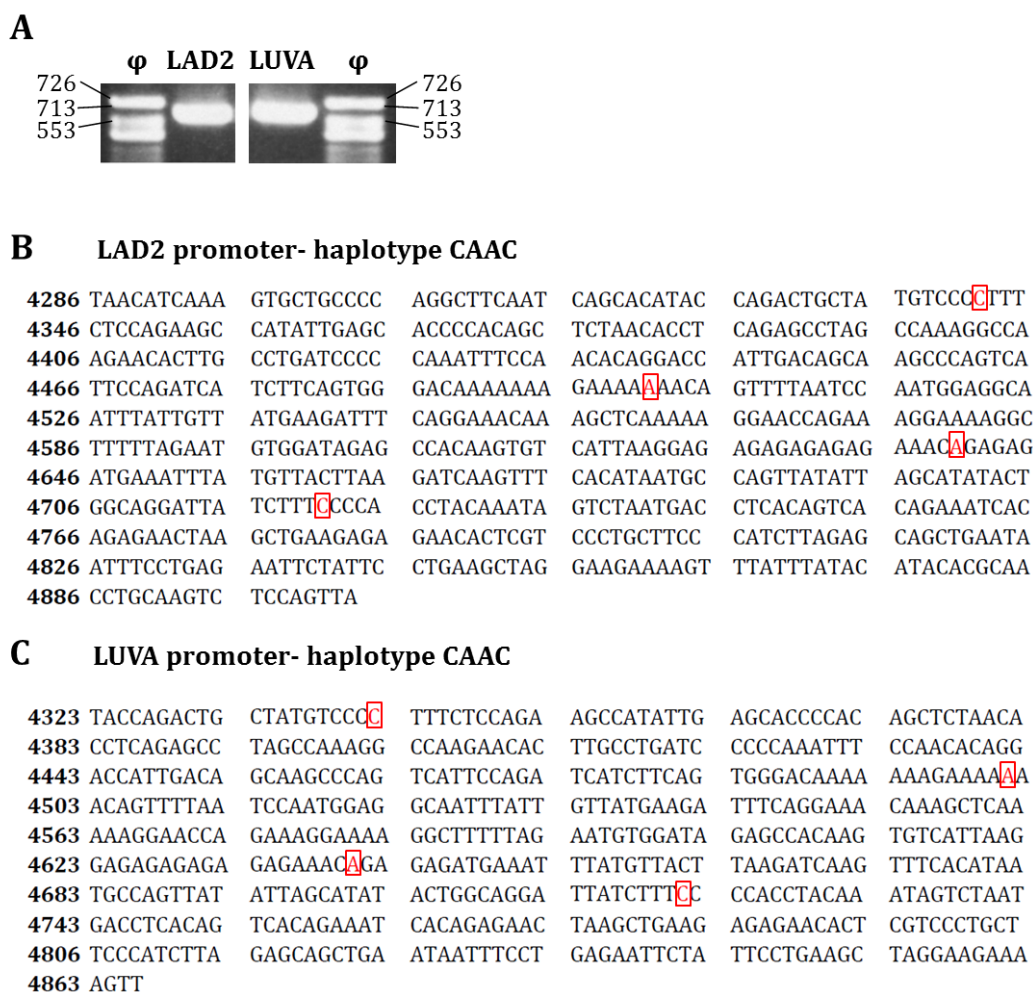 A
φ LAD2 LUVA φ
726 726
713 713
553 553
B LAD2 promoter- haplotype CAAC
4286 TAACATCAAA GTGCTGCCCC AGGCTTCAAT CAGCACATAC CAGACTGCTA TGTCCCCTTT
4346 CTCCAGAAGC CATATTGAGC ACCCCACAGC TCTAACACCT CAGAGCCTAG CCAAAGGCCA
4406 AGAACACTTG CCTGATCCCC CAAATTTCCA ACACAGGACC ATTGACAGCA AGCCCAGTCA
4466 TTCCAGATCA TCTTCAGTGG GACAAAAAAA GAAAAAAACA GTTTTAATCC AATGGAGGCA
4526 ATTTATTGTT ATGAAGATTT CAGGAAACAA AGCTCAAAAA GGAACCAGAA AGGAAAAGGC
4586 TTTTTAGAAT GTGGATAGAG CCACAAGTGT CATTAAGGAG AGAGAGAGAG AAACAGAGAG
4646 ATGAAATTTA TGTTACTTAA GATCAAGTTT CACATAATGC CAGTTATATT AGCATATACT
4706 GGCAGGATTA TCTTTCCCCA CCTACAAATA GTCTAATGAC CTCACAGTCA CAGAAATCAC
4766 AGAGAACTAA GCTGAAGAGA GAACACTCGT CCCTGCTTCC CATCTTAGAG CAGCTGAATA
4826 ATTTCCTGAG AATTCTATTC CTGAAGCTAG GAAGAAAAGT TTATTTATAC ATACACGCAA
4886 CCTGCAAGTC TCCAGTTA
C LUVA promoter- haplotype CAAC
4323 TACCAGACTG CTATGTCCCC TTTCTCCAGA AGCCATATTG AGCACCCCAC AGCTCTAACA
4383 CCTCAGAGCC TAGCCAAAGG CCAAGAACAC TTGCCTGATC CCCCAAATTT CCAACACAGG
4443 ACCATTGACA GCAAGCCCAG TCATTCCAGA TCATCTTCAG TGGGACAAAA AAAGAAAAAA
4503 ACAGTTTTAA TCCAATGGAG GCAATTTATT GTTATGAAGA TTTCAGGAAA CAAAGCTCAA
4563 AAAGGAACCA GAAAGGAAAA GGCTTTTTAG AATGTGGATA GAGCCACAAG TGTCATTAAG
4623 GAGAGAGAGA GAGAAACAGA GAGATGAAAT TTATGTTACT TAAGATCAAG TTTCACATAA
4683 TGCCAGTTAT ATTAGCATAT ACTGGCAGGA TTATCTTTCC CCACCTACAA ATAGTCTAAT
4743 GACCTCACAG TCACAGAAAT CACAGAGAAC TAAGCTGAAG AGAGAACACT CGTCCCTGCT
4806 TCCCATCTTA GAGCAGCTGA ATAATTTCCT GAGAATTCTA TTCCTGAAGC TAGGAAGAAA
4863 AGTT